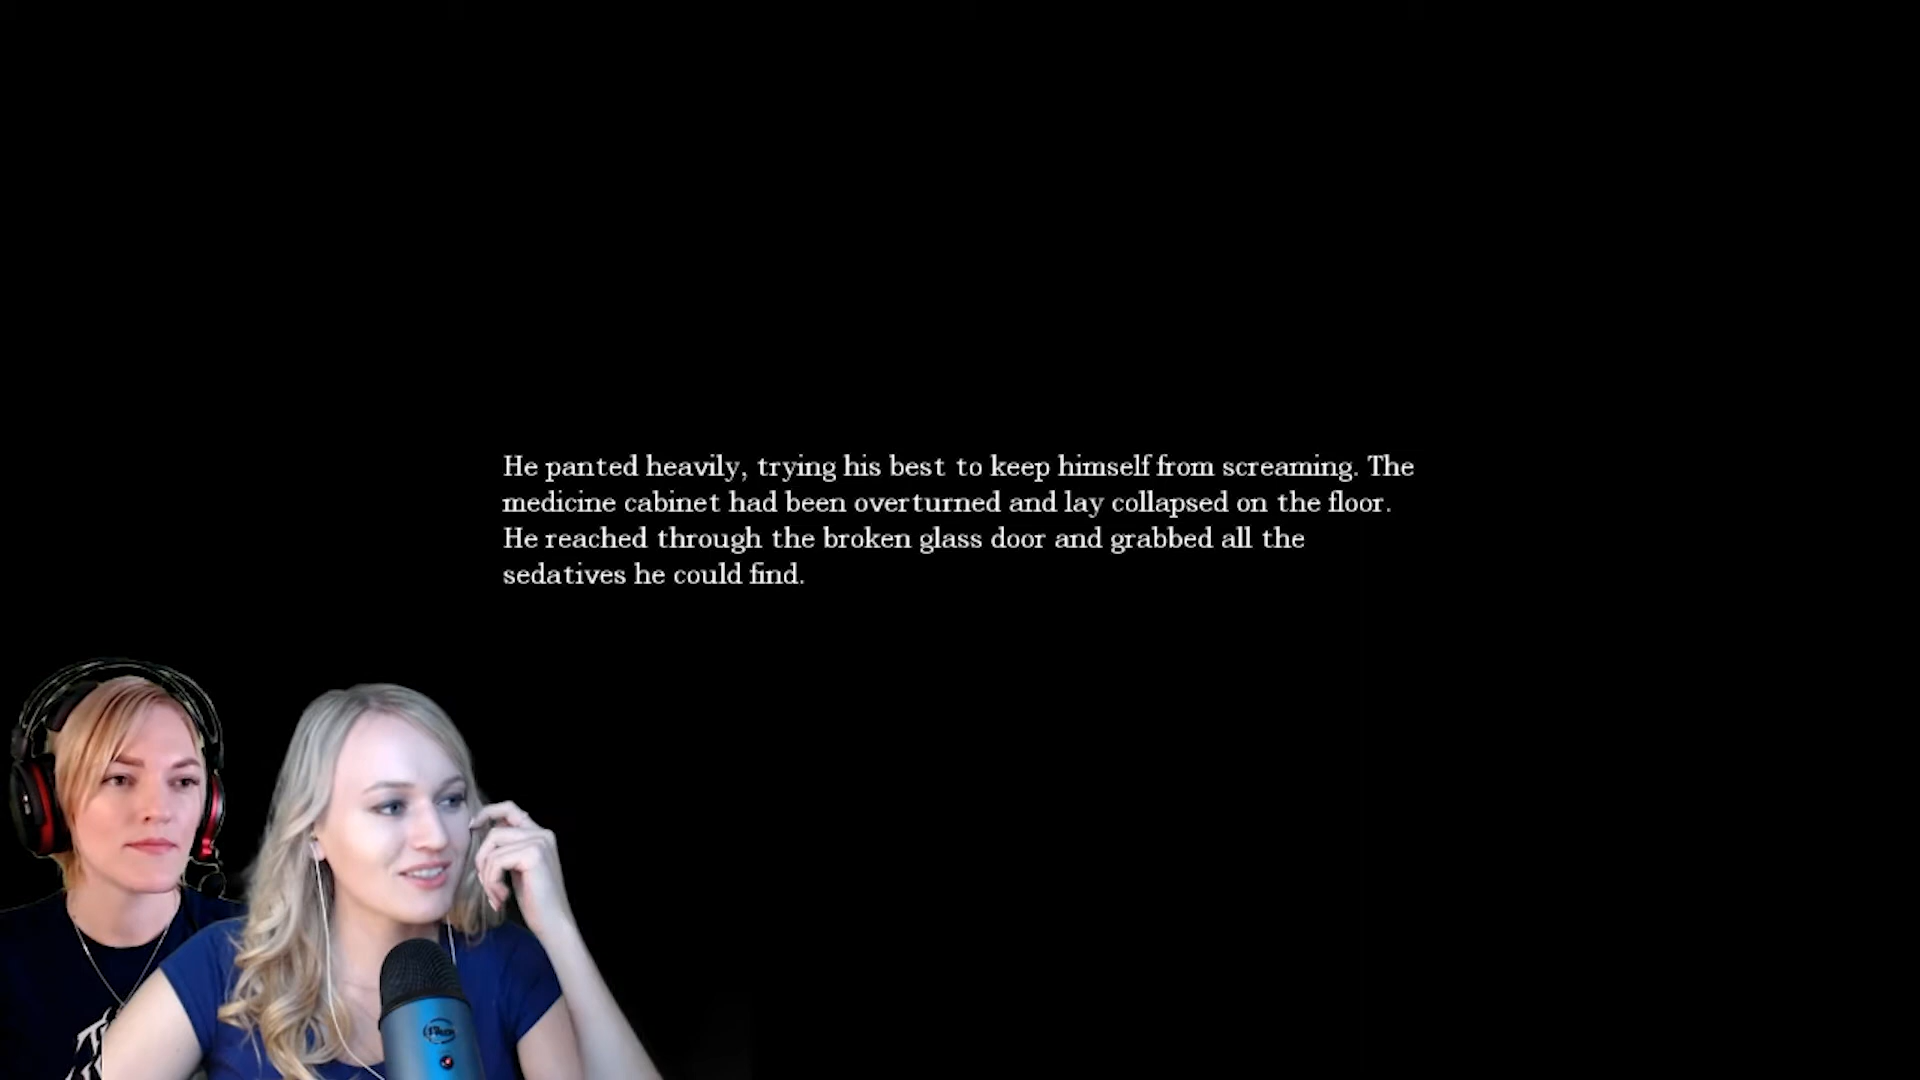 He panted heavily, trying his best to keep himself from screaming. The
medicine cabinet had been overturned and lay collapsed on the floor.
He reached through the broken glass door and grabbed all the
sedatives he could find.